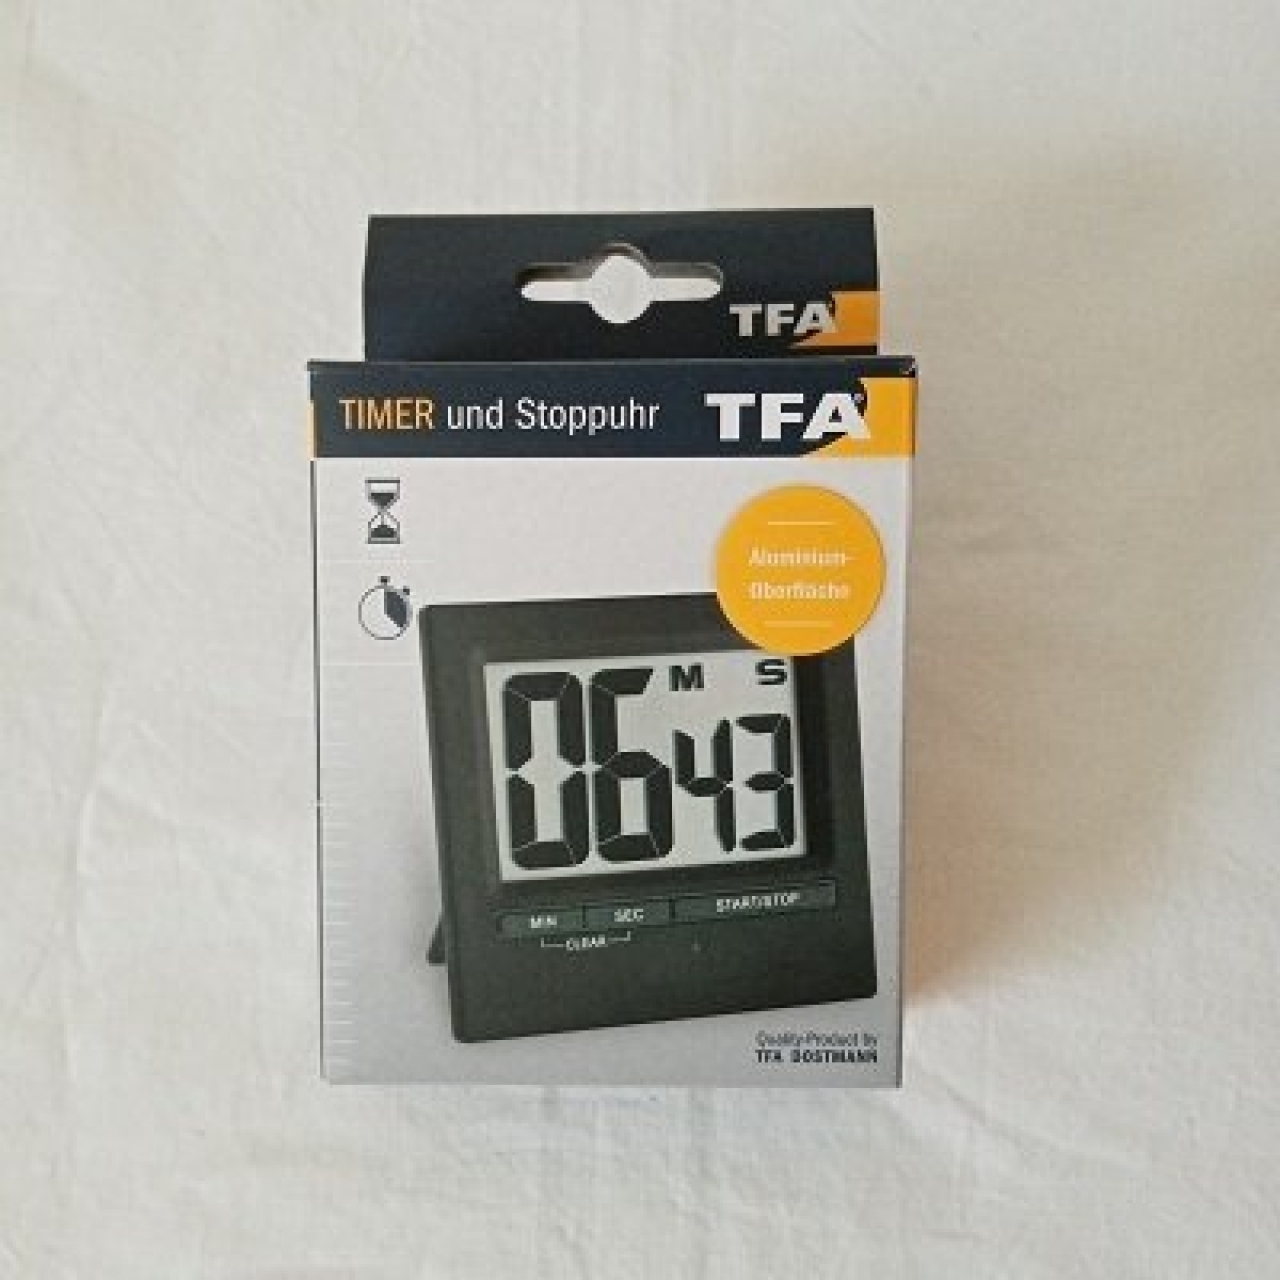 TFA
TIMER und Stoppuhr TFA®
Aluminium-
Oberfläche
M S
06 43
MIN SEC START/STOP
CLEAR
Quality-Product by
TFA DOSTMANN